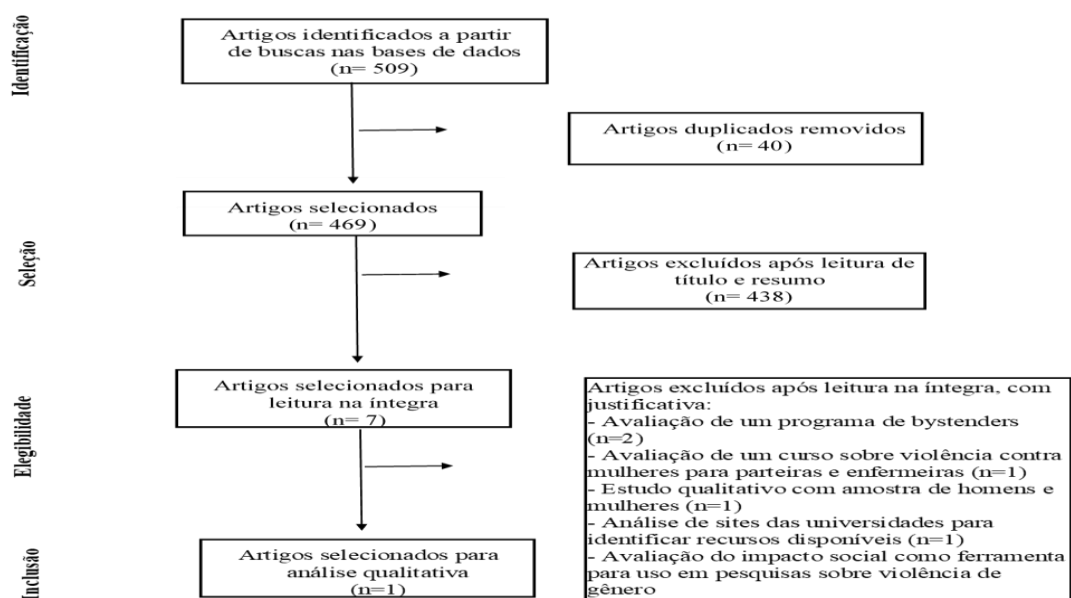 Identificação
Artigos identificados a partir
de buscas nas bases de dados
(n= 509)
Artigos duplicados removidos
(n= 40)
Seleção
Artigos selecionados
(n= 469)
Artigos excluídos após leitura de
título e resumo
(n= 438)
Elegibilidade
Artigos selecionados para
leitura na íntegra
(n= 7)
Artigos excluídos após leitura na íntegra, com
justificativa:
- Avaliação de um programa de bystenders
(n=2)
- Avaliação de um curso sobre violência contra
mulheres para parteiras e enfermeiras (n=1)
- Estudo qualitativo com amostra de homens e
mulheres (n=1)
- Análise de sites das universidades para
identificar recursos disponíveis (n=1)
- Avaliação do impacto social como ferramenta
para uso em pesquisas sobre violência de
gênero
Inclusão
Artigos selecionados para
análise qualitativa
(n=1)